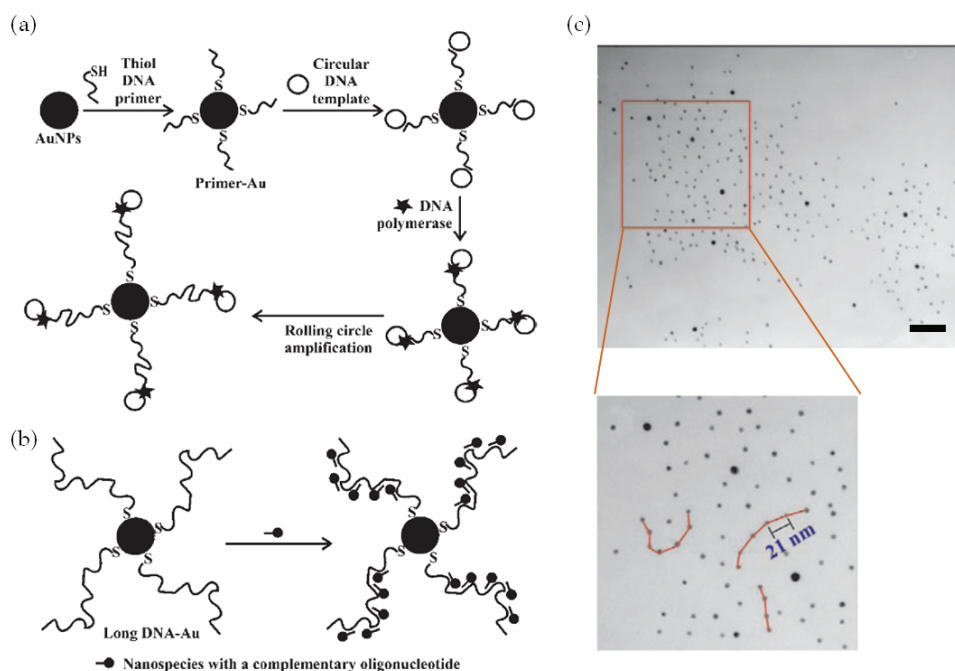 (a)
SH
Thiol
DNA
primer
Circular
DNA
template
AuNPs
S
S
S
S
Primer-Au
S
S
S
S
DNA
polymerase
S
S
S
S
Rolling circle
amplification
S
S
S
S
(b)
S
S
S
S
Long DNA-Au
S
S
S
S
Nanospecies with a complementary oligonucleotide
(c)
21 nm